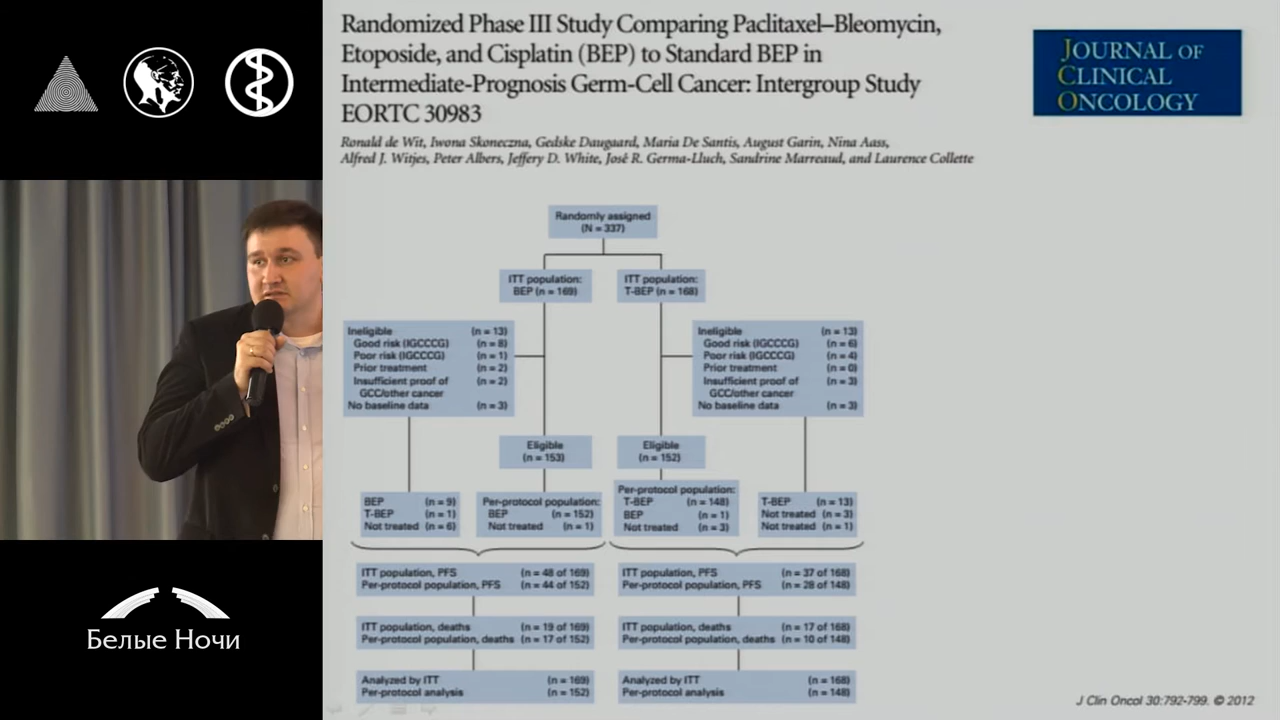 Randomized Phase III Study Comparing Paclitaxel–Bleomycin,
Etoposide, and Cisplatin (BEP) to Standard BEP in
Intermediate-Prognosis Germ-Cell Cancer: Intergroup Study
EORTC 30983
JOURNAL OF
CLINICAL
ONCOLOGY
Ronald de Wit, Iwona Skoneczna, Gedske Daugaard, Maria De Santis, August Garin, Nina Aass,
Alfred J. Witjes, Peter Albers, Jeffery D. White, José R. Germa-Lluch, Sandrine Marreaud, and Laurence Collette
Randomly assigned
(N = 337)
ITT population:
BEP (n = 169)
ITT population:
T-BEP (n = 168)
Ineligible (n = 13)
Good risk (IGCCCG) (n = 8)
Poor risk (IGCCCG) (n = 1)
Prior treatment (n = 2)
Insufficient proof of (n = 2)
GCC/other cancer
No baseline data (n = 3)
Ineligible (n = 13)
Good risk (IGCCCG) (n = 6)
Poor risk (IGCCCG) (n = 4)
Prior treatment (n = 0)
Insufficient proof of (n = 3)
GCC/other cancer
No baseline data (n = 3)
Eligible
(n = 153)
Eligible
(n = 152)
BEP (n = 9)
T-BEP (n = 1)
Not treated (n = 6)
Per-protocol population:
BEP (n = 152)
Not treated (n = 1)
Per-protocol population:
T-BEP (n = 148)
BEP (n = 1)
Not treated (n = 3)
T-BEP (n = 13)
Not treated (n = 3)
Not treated (n = 1)
ITT population, PFS (n = 48 of 169)
Per-protocol population, PFS (n = 44 of 152)
ITT population, PFS (n = 37 of 168)
Per-protocol population, PFS (n = 28 of 148)
ITT population, deaths (n = 19 of 169)
Per-protocol population, deaths (n = 17 of 152)
ITT population, deaths (n = 17 of 168)
Per-protocol population, deaths (n = 10 of 148)
Analyzed by ITT (n = 169)
Per-protocol analysis (n = 152)
Analyzed by ITT (n = 168)
Per-protocol analysis (n = 148)
Белые Ночи
J Clin Oncol 30:792-799. © 2012